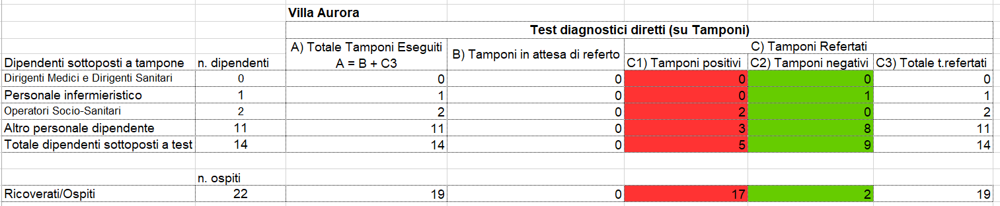 Villa Aurora
Test diagnostici diretti (su Tamponi)
A) Totale Tamponi Eseguiti B) Tamponi in attesa di referto C) Tamponi Refertati
Dipendenti sottoposti a tampone n. dipendenti A = B + C3 C1) Tamponi positivi C2) Tamponi negativi C3) Totale t.refertati
Dirigenti Medici e Dirigenti Sanitari 0 0 0 0 0 0
Personale infermieristico 1 1 0 0 1 1
Operatori Socio-Sanitari 2 2 0 2 0 2
Altro personale dipendente 11 11 0 3 8 11
Totale dipendenti sottoposti a test 14 14 0 5 9 14
n. ospiti
Ricoverati/Ospiti 22 19 0 17 2 19